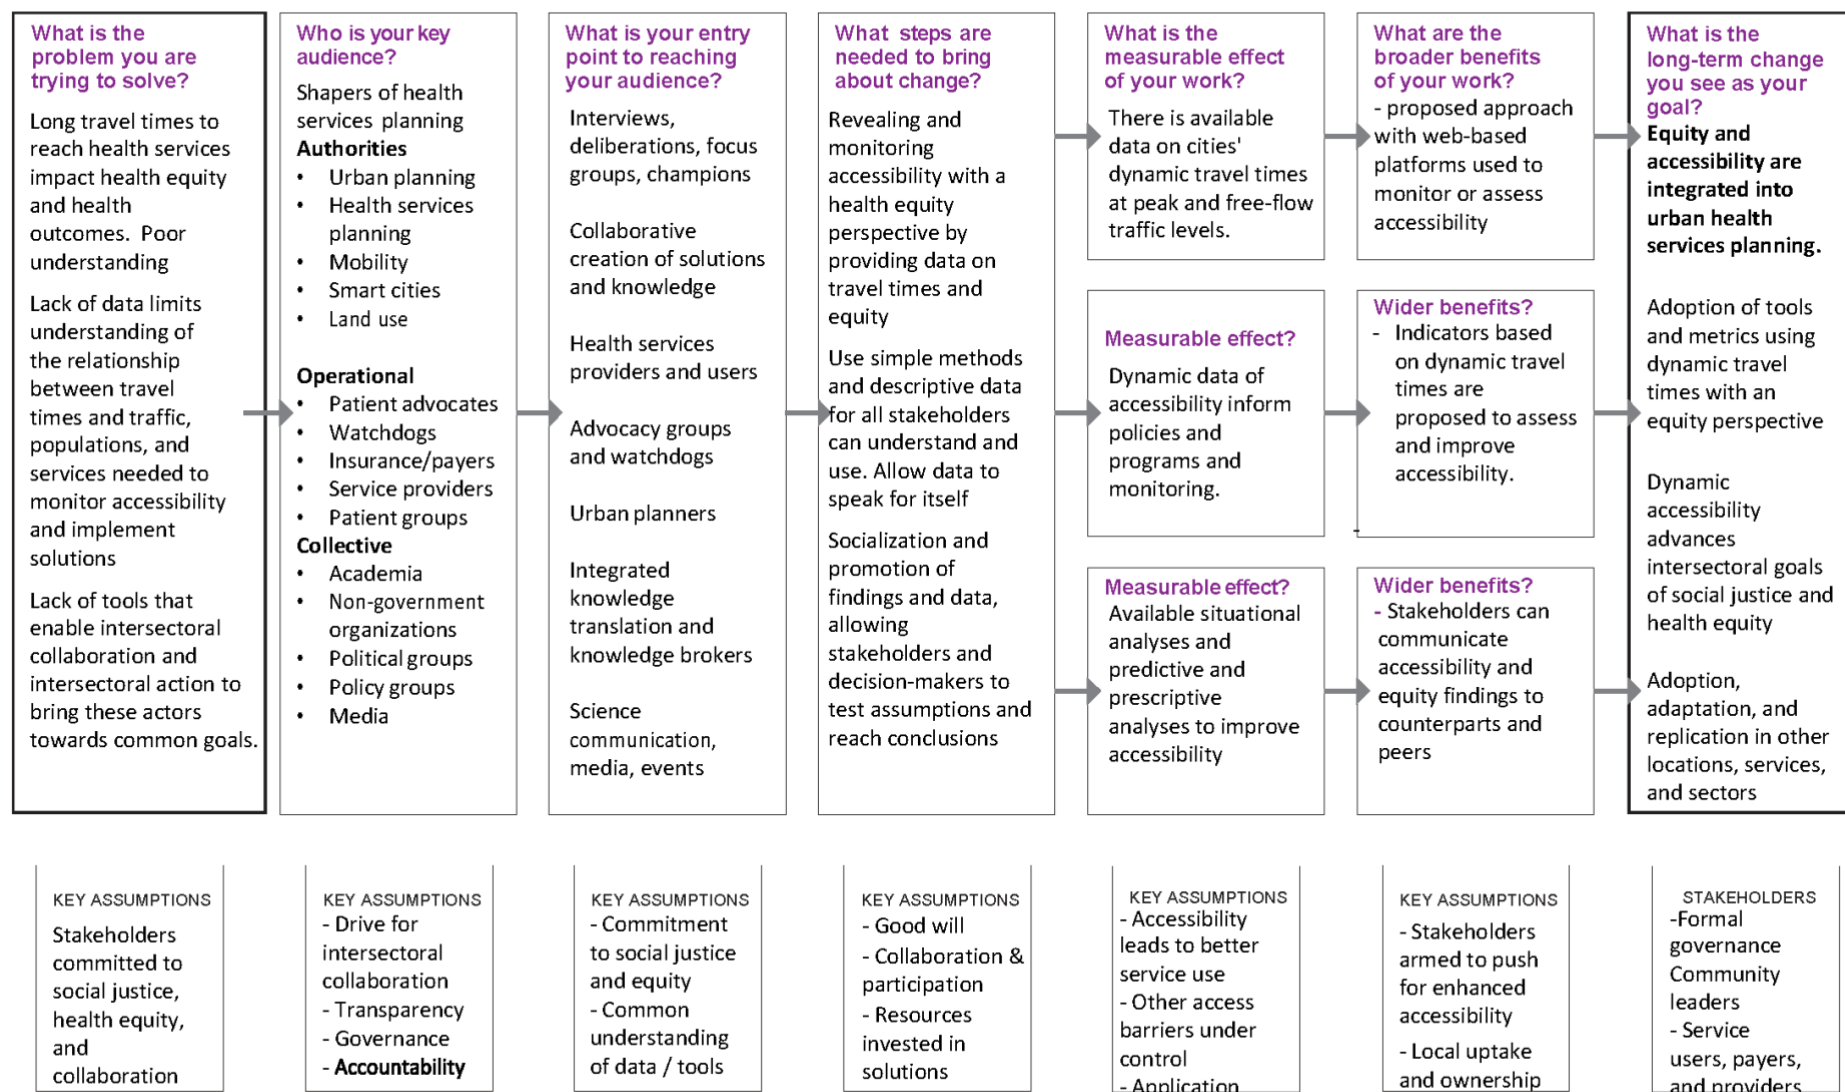 What is the
problem you are
trying to solve?
Long travel times to
reach health services
impact health equity
and health
outcomes.  Poor
understanding
Lack of data limits
understanding of
the relationship
between travel
times and traffic,
populations, and
services needed to
monitor accessibility
and implement
solutions
Lack of tools that
enable intersectoral
collaboration and
intersectoral action to
bring these actors
towards common goals.
Who is your key
audience?
Shapers of health
services planning
Authorities
• Urban planning
• Health services
planning
• Mobility
• Smart cities
• Land use
Operational
• Patient advocates
• Watchdogs
• Insurance/payers
• Service providers
• Patient groups
Collective
• Academia
• Non-government
organizations
• Political groups
• Policy groups
• Media
What is your entry
point to reaching
your audience?
Interviews,
deliberations, focus
groups, champions
Collaborative
creation of solutions
and knowledge
Health services
providers and users
Advocacy groups
and watchdogs
Urban planners
Integrated
knowledge
translation and
knowledge brokers
Science
communication,
media, events
What steps are
needed to bring
about change?
Revealing and
monitoring
accessibility with a
health equity
perspective by
providing data on
travel times and
equity
Use simple methods
and descriptive data
for all stakeholders
can understand and
use. Allow data to
speak for itself
Socialization and
promotion of
findings and data,
allowing
stakeholders and
decision-makers to
test assumptions and
reach conclusions
What is the
measurable effect
of your work?
There is available
data on cities'
dynamic travel times
at peak and free-flow
traffic levels.
Measurable effect?
Dynamic data of
accessibility inform
policies and
programs and
monitoring.
Measurable effect?
Available situational
analyses and
predictive and
prescriptive
analyses to improve
accessibility
What are the
broader benefits
of your work?
- proposed approach
with web-based
platforms used to
monitor or assess
accessibility
Wider benefits?
- Indicators based
on dynamic travel
times are
proposed to assess
and improve
accessibility.
-
Wider benefits?
- Stakeholders can
communicate
accessibility and
equity findings to
counterparts and
peers
What is the
long-term change
you see as your
goal?
Equity and
accessibility are
integrated into
urban health
services planning.
Adoption of tools
and metrics using
dynamic travel
times with an
equity perspective
Dynamic
accessibility
advances
intersectoral goals
of social justice and
health equity
Adoption,
adaptation, and
replication in other
locations, services,
and sectors
KEY ASSUMPTIONS
Stakeholders
committed to
social justice,
health equity,
and
collaboration
KEY ASSUMPTIONS
- Drive for
intersectoral
collaboration
- Transparency
- Governance
- Accountability
KEY ASSUMPTIONS
- Commitment
to social justice
and equity
- Common
understanding
of data / tools
KEY ASSUMPTIONS
- Good will
- Collaboration &
participation
- Resources
invested in
solutions
KEY ASSUMPTIONS
- Accessibility
leads to better
service use
- Other access
barriers under
control
- Application
KEY ASSUMPTIONS
- Stakeholders
armed to push
for enhanced
accessibility
- Local uptake
and ownership
STAKEHOLDERS
-Formal
governance
Community
leaders
- Service
users, payers,
and providers